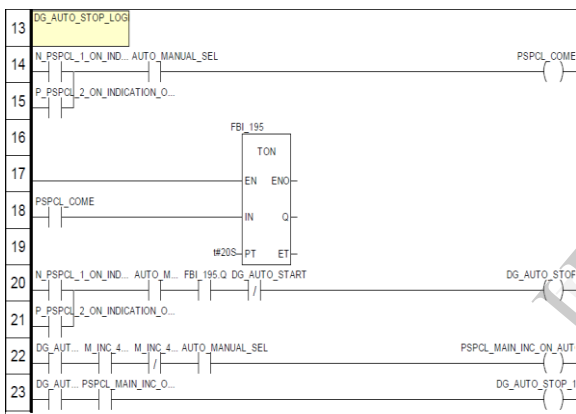 13 DG_AUTO_STOP_LOG
14 N_PSPCL_1_ON_IND... AUTO_MANUAL_SEL PSPCL_COME
15 P_PSPCL_2_ON_INDICATION_O...
16 FBI_195
TON
17 EN ENO
18 PSPCL_COME IN Q
19 t#20S PT ET
20 N_PSPCL_1_ON_IND... AUTO_M... FBI_195.Q DG_AUTO_START DG_AUTO_STOP
21 P_PSPCL_2_ON_INDICATION_O...
22 DG_AUT... M_INC_4... M_INC_4... AUTO_MANUAL_SEL PSPCL_MAIN_INC_ON_AUT
23 DG_AUT... PSPCL_MAIN_INC_O... DG_AUTO_STOP_1